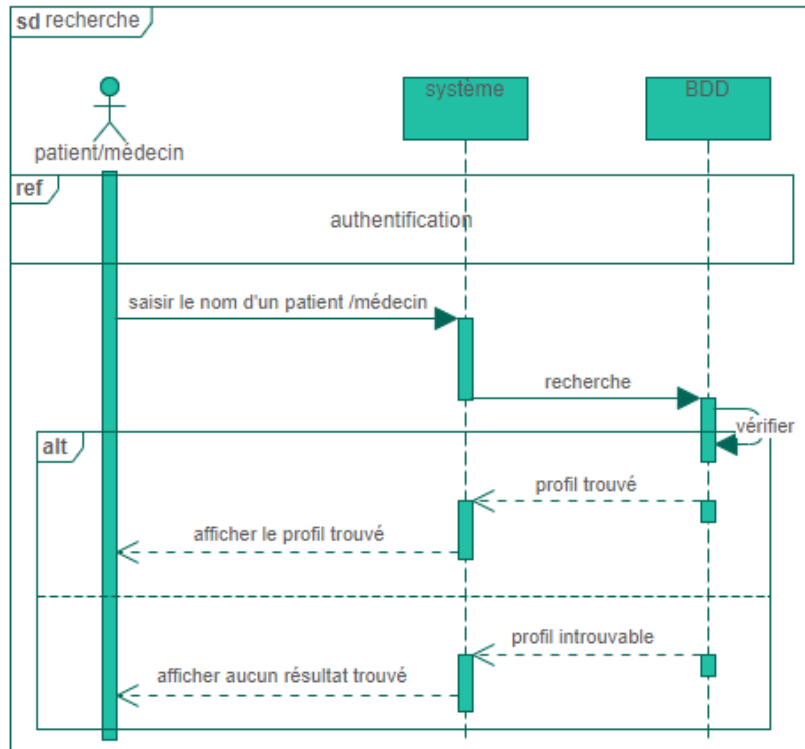 sd recherche
système
BDD
patient/médecin
ref
authentification
saisir le nom d'un patient /médecin
recherche
vérifier
alt
profil trouvé
afficher le profil trouvé
profil introuvable
afficher aucun résultat trouvé